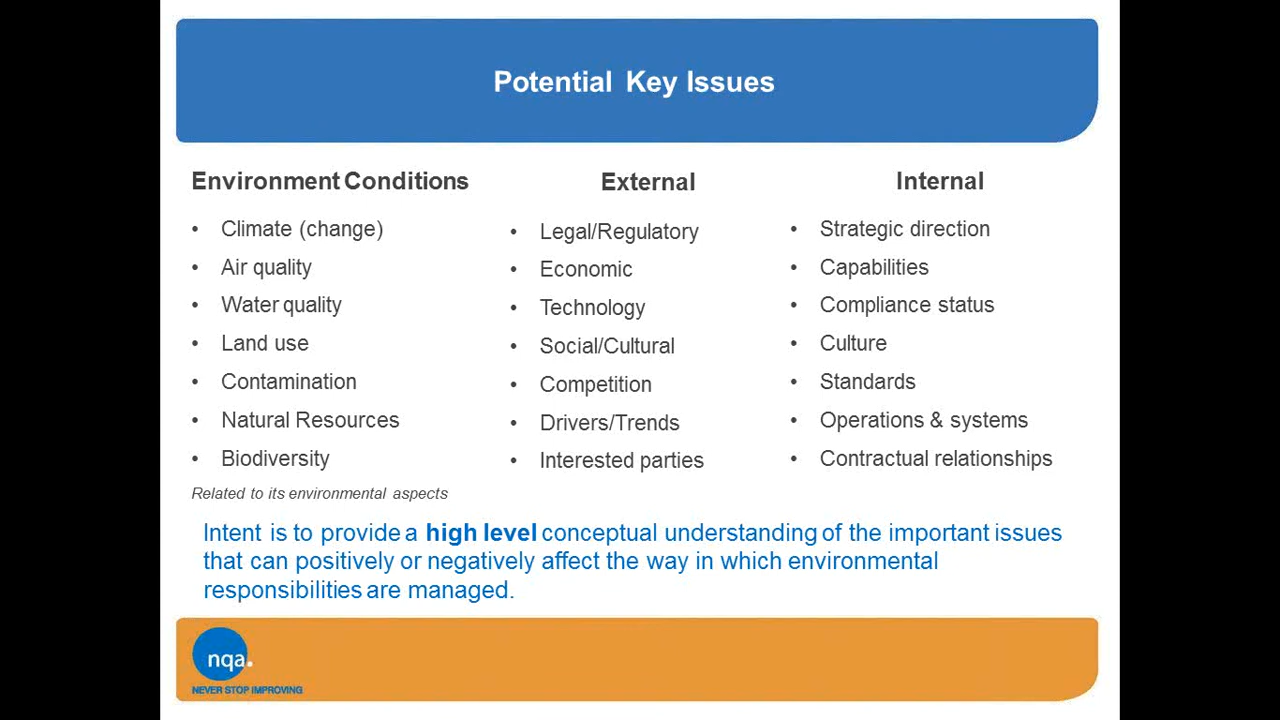 Potential Key Issues
Environment Conditions
• Climate (change)
• Air quality
• Water quality
• Land use
• Contamination
• Natural Resources
• Biodiversity
Related to its environmental aspects
External
• Legal/Regulatory
• Economic
• Technology
• Social/Cultural
• Competition
• Drivers/Trends
• Interested parties
Internal
• Strategic direction
• Capabilities
• Compliance status
• Culture
• Standards
• Operations & systems
• Contractual relationships
Intent is to provide a high level conceptual understanding of the important issues
that can positively or negatively affect the way in which environmental
responsibilities are managed.
nqa.
NEVER STOP IMPROVING